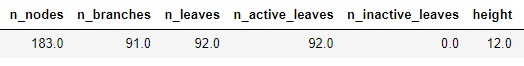 n_nodes n_branches n_leaves n_active_leaves n_inactive_leaves height
183.0 91.0 92.0 92.0 0.0 12.0